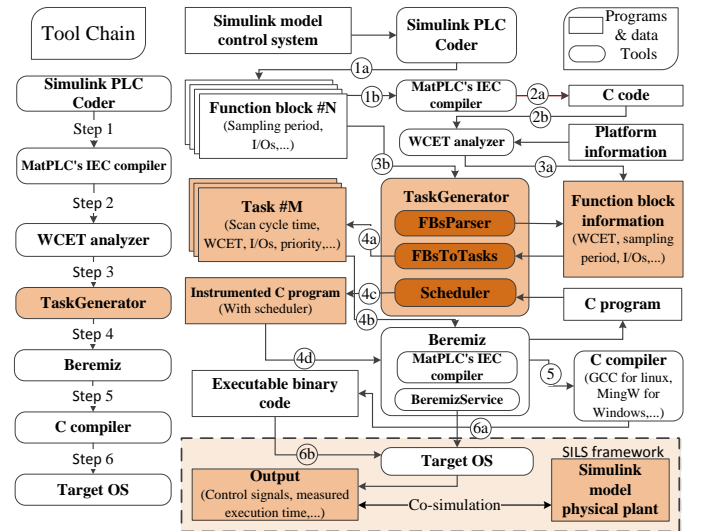 Tool Chain
Simulink PLC
Coder
Step 1
MatPLC's IEC compiler
Step 2
WCET analyzer
Step 3
TaskGenerator
Step 4
Beremiz
Step 5
C compiler
Step 6
Target OS
Simulink model
control system
Simulink PLC
Coder
Programs
& data
Tools
1a
Function block #N
(Sampling period,
I/Os,...)
1b
MatPLC's IEC
compiler
2a
C code
2b
WCET analyzer
Platform
information
3b
3a
Task #M
(Scan cycle time,
WCET, I/Os, priority,...)
4a
TaskGenerator
FBsParser
FBsToTasks
Scheduler
Function block
information
(WCET, sampling
period, I/Os,...)
Instrumented C program
(With scheduler)
4c
4b
C program
4d
Beremiz
MatPLC's IEC
compiler
BeremizService
5
C compiler
(GCC for linux,
MingW for
Windows,...)
Executable binary
code
6a
6b
Target OS
SILS framework
Output
(Control signals, measured
execution time,...)
Co-simulation
Simulink
model
physical plant